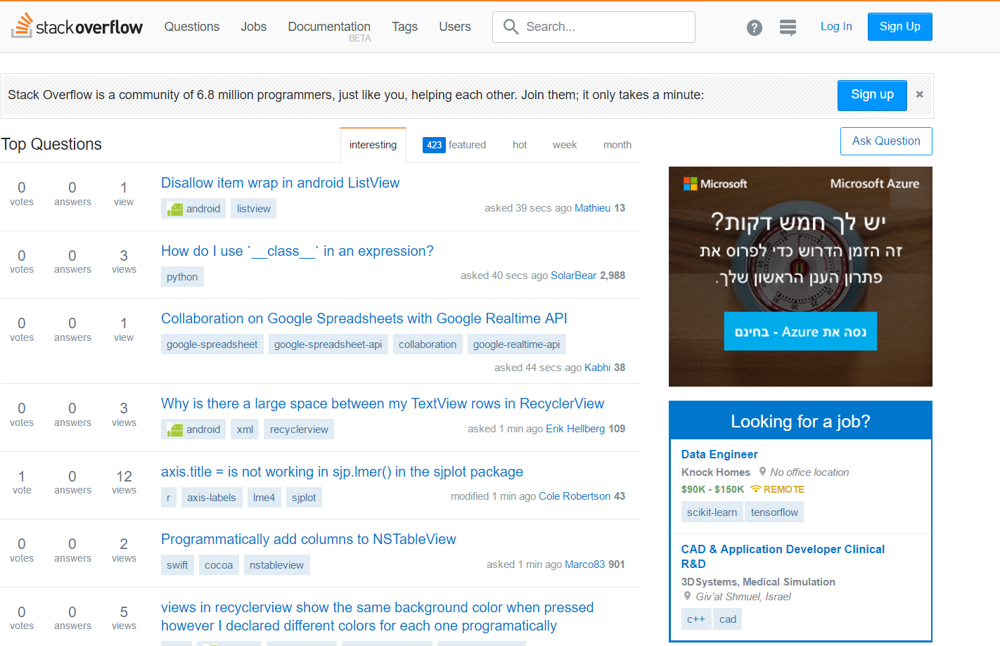 stackoverflow
Questions Jobs Documentation Tags Users Search... ? Log In Sign Up
BETA
Stack Overflow is a community of 6.8 million programmers, just like you, helping each other. Join them; it only takes a minute: Sign up
Top Questions
interesting 423 featured hot week month
0 votes 0 answers 1 view
Disallow item wrap in android ListView
android listview
asked 39 secs ago Mathieu 13
0 votes 0 answers 3 views
How do I use `__class__` in an expression?
python
asked 40 secs ago SolarBear 2,988
0 votes 0 answers 1 view
Collaboration on Google Spreadsheets with Google Realtime API
google-spreadsheet google-spreadsheet-api collaboration google-realtime-api
asked 44 secs ago Kabhi 38
0 votes 0 answers 3 views
Why is there a large space between my TextView rows in RecyclerView
android xml recyclerview
asked 1 min ago Erik Hellberg 109
1 vote 0 answers 12 views
axis.title = is not working in sjp.lmer() in the sjplot package
r axis-labels lme4 sjplot
modified 1 min ago Cole Robertson 43
0 votes 0 answers 2 views
Programmatically add columns to NSTableView
swift cocoa nstableview
asked 1 min ago Marco83 901
0 votes 0 answers 5 views
views in recyclerview show the same background color when pressed
however I declared different colors for each one programatically
Ask Question
Microsoft Microsoft Azure
יש לך חמש דקות?
זה הזמן הדרוש כדי לפרוס את
פתרון הענן הראשון שלך.
נסה את Azure - בחינם
Looking for a job?
Data Engineer
Knock Homes No office location
$90K - $150K REMOTE
scikit-learn tensorflow
CAD & Application Developer Clinical
R&D
3DSystems, Medical Simulation
Giv'at Shmuel, Israel
c++ cad